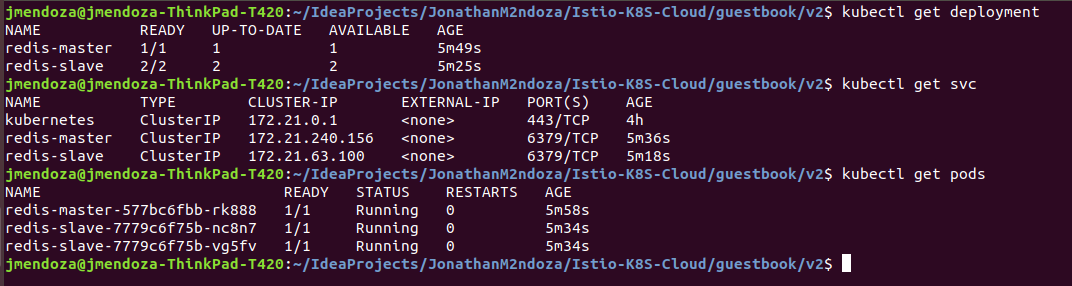 jmendoza@jmendoza-ThinkPad-T420:~/IdeaProjects/JonathanM2ndoza/Istio-K8S-Cloud/guestbook/v2$ kubectl get deployment
NAME           READY   UP-TO-DATE   AVAILABLE   AGE
redis-master   1/1     1            1           5m49s
redis-slave    2/2     2            2           5m25s
jmendoza@jmendoza-ThinkPad-T420:~/IdeaProjects/JonathanM2ndoza/Istio-K8S-Cloud/guestbook/v2$ kubectl get svc
NAME           TYPE        CLUSTER-IP       EXTERNAL-IP   PORT(S)    AGE
kubernetes     ClusterIP   172.21.0.1       <none>        443/TCP    4h
redis-master   ClusterIP   172.21.240.156   <none>        6379/TCP   5m36s
redis-slave    ClusterIP   172.21.63.100    <none>        6379/TCP   5m18s
jmendoza@jmendoza-ThinkPad-T420:~/IdeaProjects/JonathanM2ndoza/Istio-K8S-Cloud/guestbook/v2$ kubectl get pods
NAME                            READY   STATUS    RESTARTS   AGE
redis-master-577bc6fbb-rk888    1/1     Running   0          5m58s
redis-slave-7779c6f75b-nc8n7    1/1     Running   0          5m34s
redis-slave-7779c6f75b-vg5fv    1/1     Running   0          5m34s
jmendoza@jmendoza-ThinkPad-T420:~/IdeaProjects/JonathanM2ndoza/Istio-K8S-Cloud/guestbook/v2$